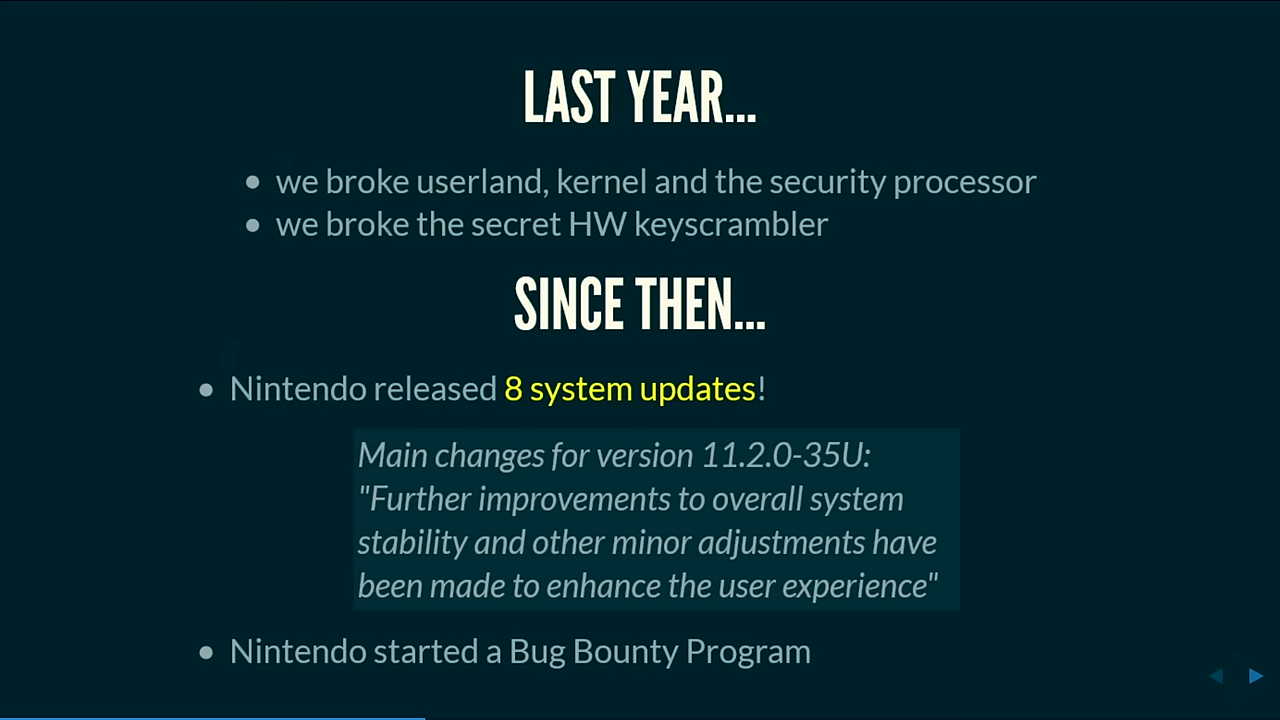 LAST YEAR...
we broke userland, kernel and the security processor
we broke the secret HW keyscrambler
SINCE THEN...
Nintendo released 8 system updates!
Main changes for version 11.2.0-35U:
"Further improvements to overall system
stability and other minor adjustments have
been made to enhance the user experience"
Nintendo started a Bug Bounty Program